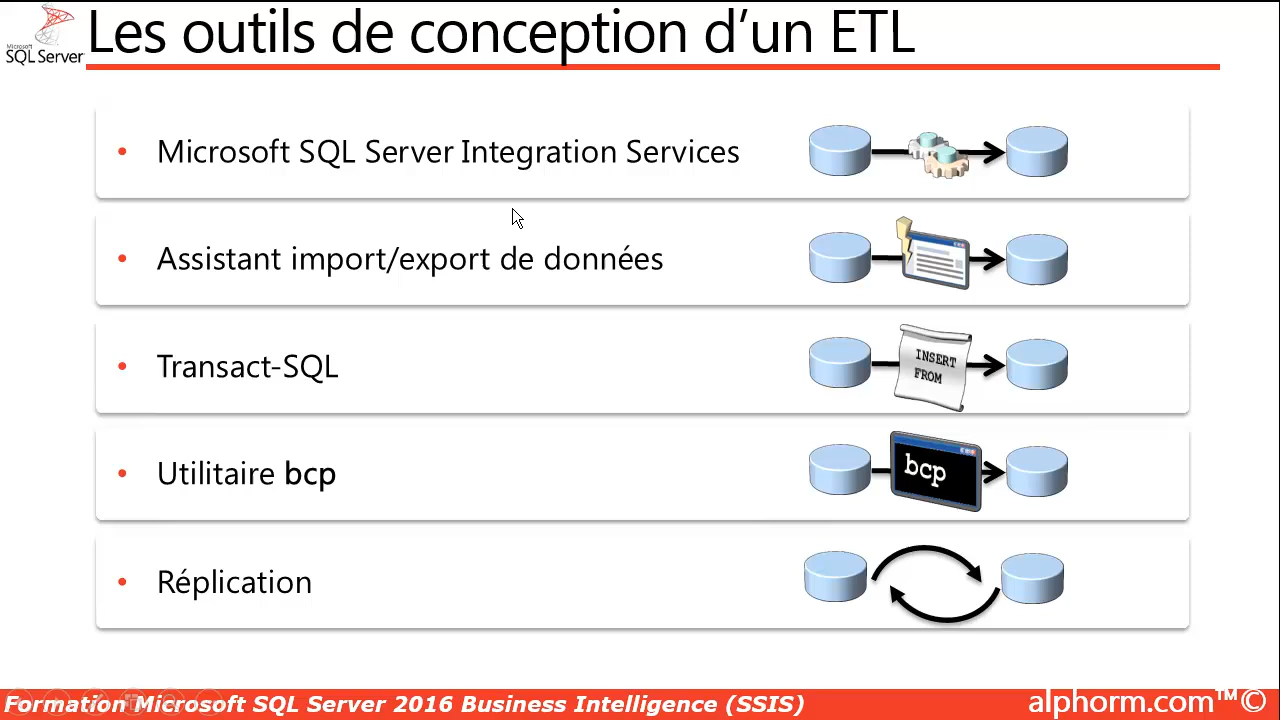 Microsoft
SQL Server
Les outils de conception d’un ETL
• Microsoft SQL Server Integration Services
• Assistant import/export de données
• Transact-SQL
INSERT
FROM
• Utilitaire bcp
bcp
• Réplication
Formation Microsoft SQL Server 2016 Business Intelligence (SSIS)
alphorm.com™©